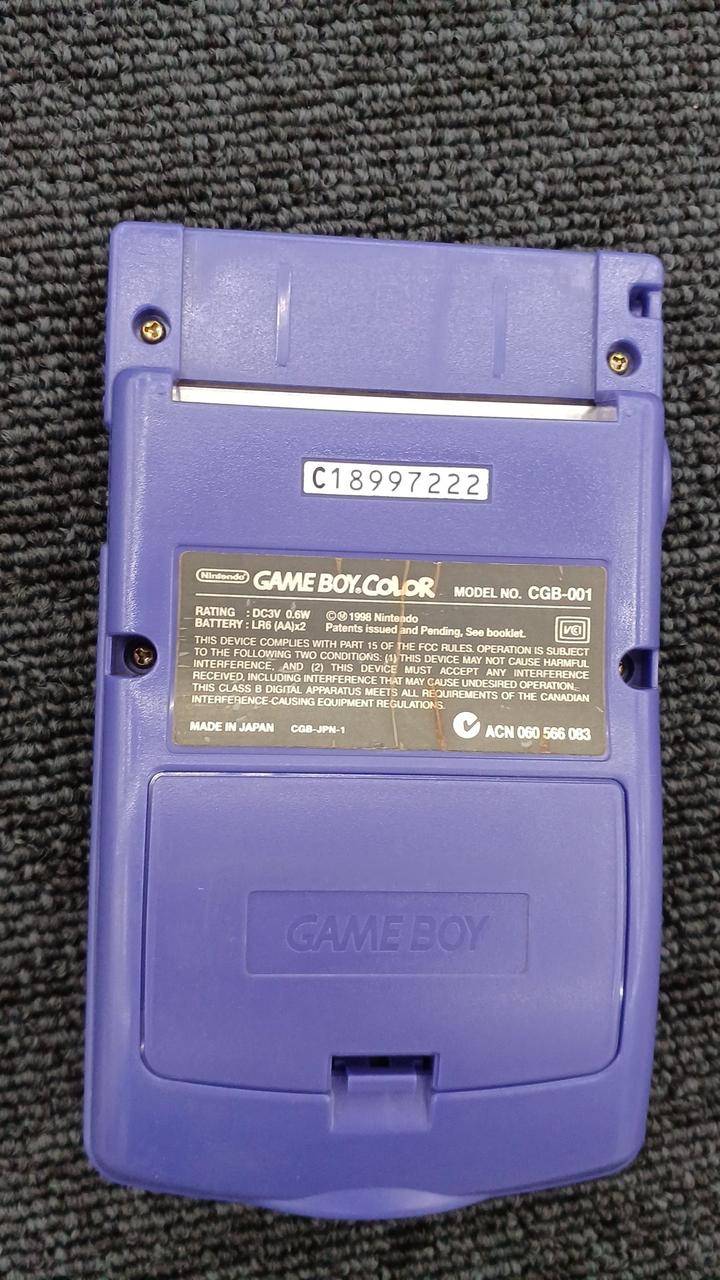 C18997222
Nintendo GAME BOY COLOR MODEL NO. CGB-001
RATING : DC3V 0.6W ©Ⓜ 1998 Nintendo
BATTERY : LR6 (AA)x2 Patents issued and Pending, See booklet.
VCI
THIS DEVICE COMPLIES WITH PART 15 OF THE FCC RULES. OPERATION IS SUBJECT
TO THE FOLLOWING TWO CONDITIONS: (1) THIS DEVICE MAY NOT CAUSE HARMFUL
INTERFERENCE, AND (2) THIS DEVICE MUST ACCEPT ANY INTERFERENCE
RECEIVED, INCLUDING INTERFERENCE THAT MAY CAUSE UNDESIRED OPERATION.
THIS CLASS B DIGITAL APPARATUS MEETS ALL REQUIREMENTS OF THE CANADIAN
INTERFERENCE-CAUSING EQUIPMENT REGULATIONS.
MADE IN JAPAN CGB-JPN-1 ACN 060 566 083
GAME BOY